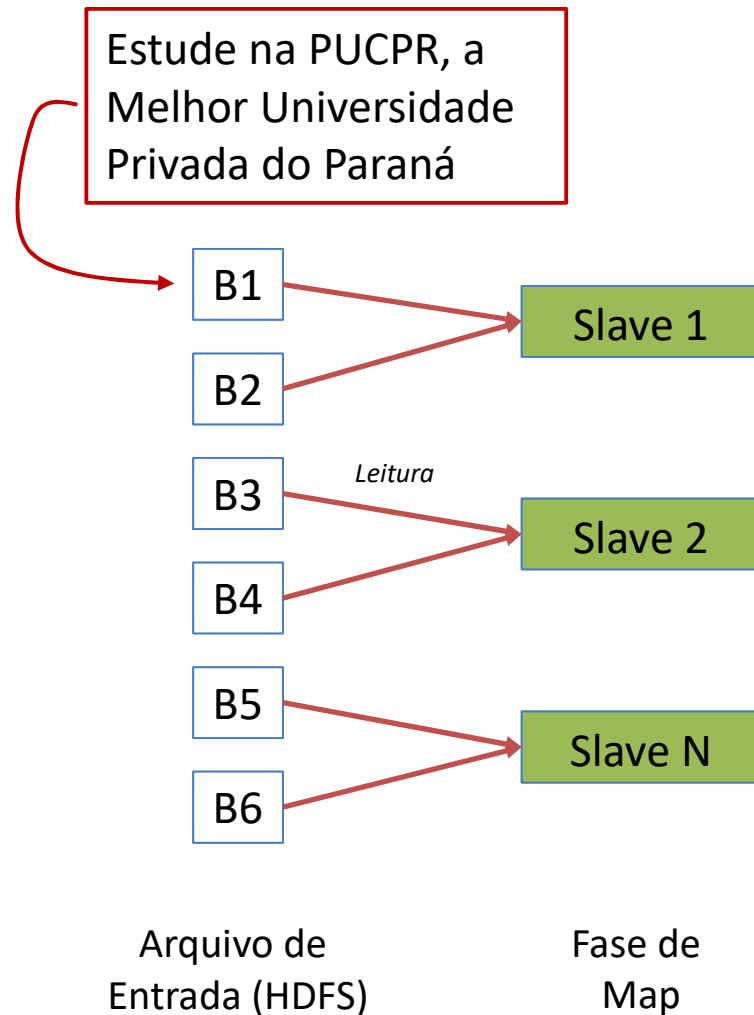 Estude na PUCPR, a
Melhor Universidade
Privada do Paraná
B1
Slave 1
B2
B3
Leitura
Slave 2
B4
B5
Slave N
B6
Arquivo de
Entrada (HDFS)
Fase de
Map